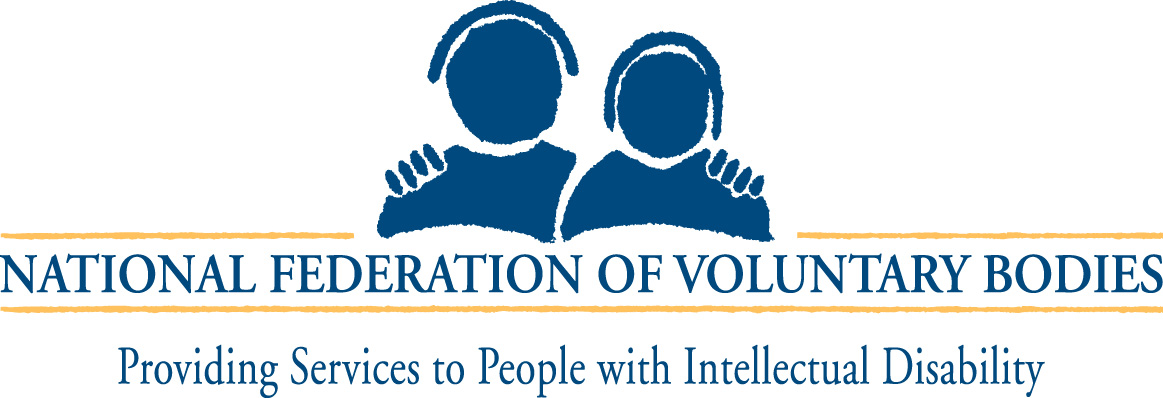 NATIONAL FEDERATION OF VOLUNTARY BODIES
Providing Services to People with Intellectual Disability